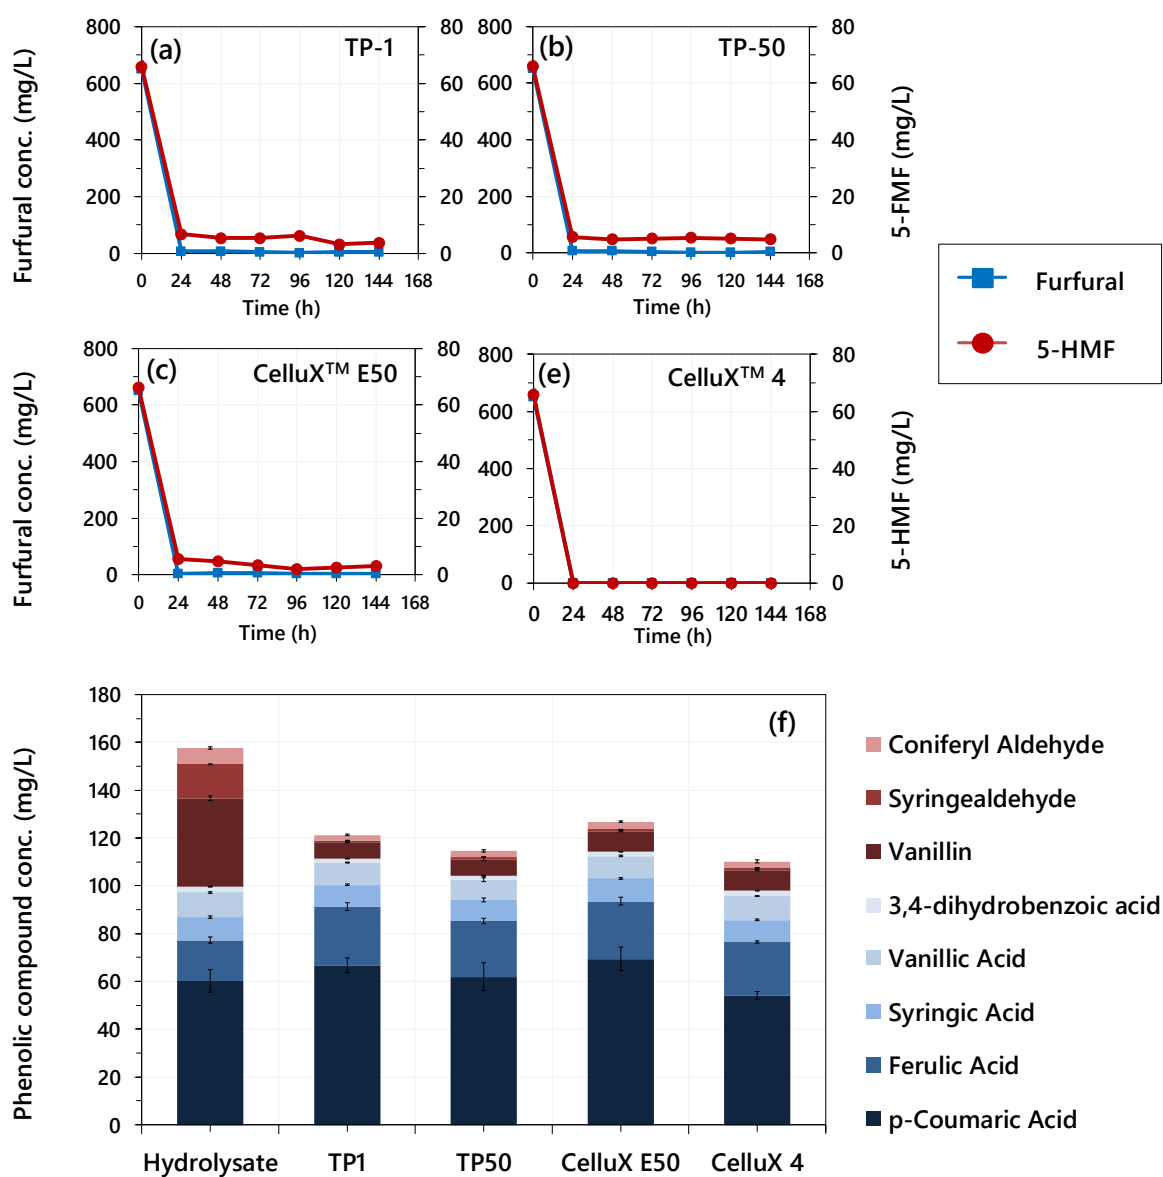 (a) TP-1
800
600
400
200
0
80
60
40
20
0
0 24 48 72 96 120 144 168
Time (h)
Furfural conc. (mg/L)
(b) TP-50
800
600
400
200
0
80
60
40
20
0
0 24 48 72 96 120 144 168
Time (h)
5-FMF (mg/L)
Furfural
5-HMF
(c) CelluX™ E50
800
600
400
200
0
80
60
40
20
0
0 24 48 72 96 120 144 168
Time (h)
Furfural conc. (mg/L)
(e) CelluX™ 4
800
600
400
200
0
80
60
40
20
0
0 24 48 72 96 120 144 168
Time (h)
5-HMF (mg/L)
(f)
180
160
140
120
100
80
60
40
20
0
Phenolic compound conc. (mg/L)
Hydrolysate TP1 TP50 CelluX E50 CelluX 4
Coniferyl Aldehyde
Syringealdehyde
Vanillin
3,4-dihydrobenzoic acid
Vanillic Acid
Syringic Acid
Ferulic Acid
p-Coumaric Acid